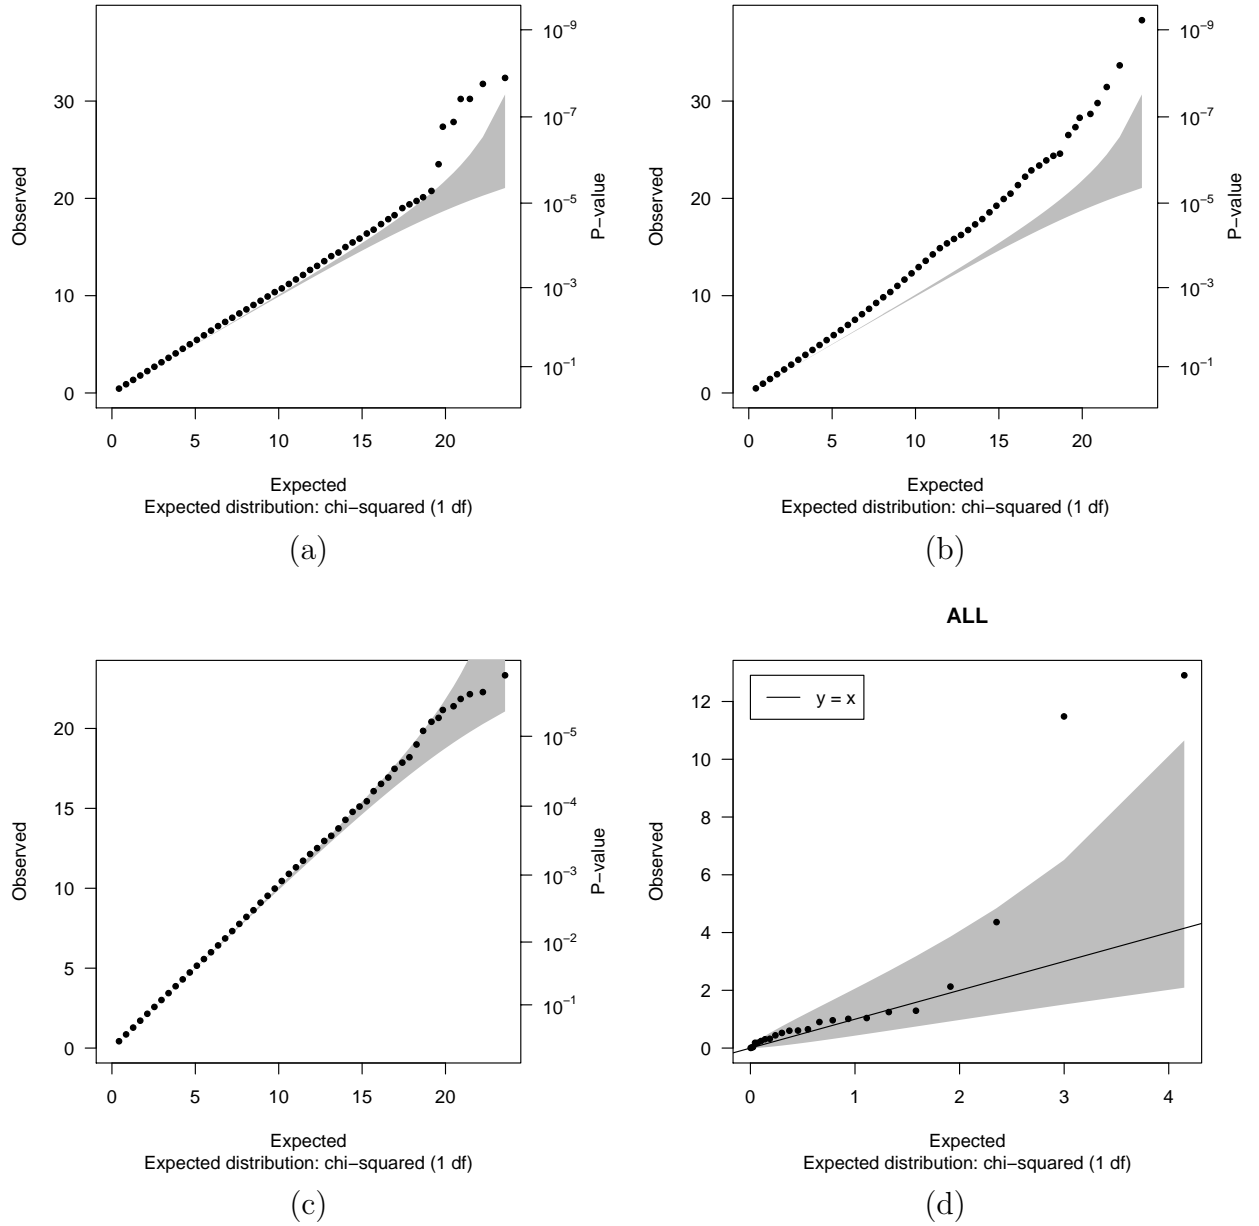 10−9
10−7
10−5
10−3
10−1
30
20
10
0
0 5 10 15 20
Observed
P−value
Expected
Expected distribution: chi−squared (1 df)
(a)
10−9
10−7
10−5
10−3
10−1
30
20
10
0
0 5 10 15 20
Observed
P−value
Expected
Expected distribution: chi−squared (1 df)
(b)
20
15
10
5
0
10−5
10−4
10−3
10−2
10−1
0 5 10 15 20
Observed
P−value
Expected
Expected distribution: chi−squared (1 df)
(c)
ALL
y = x
12
10
8
6
4
2
0
0 1 2 3 4
Observed
Expected
Expected distribution: chi−squared (1 df)
(d)